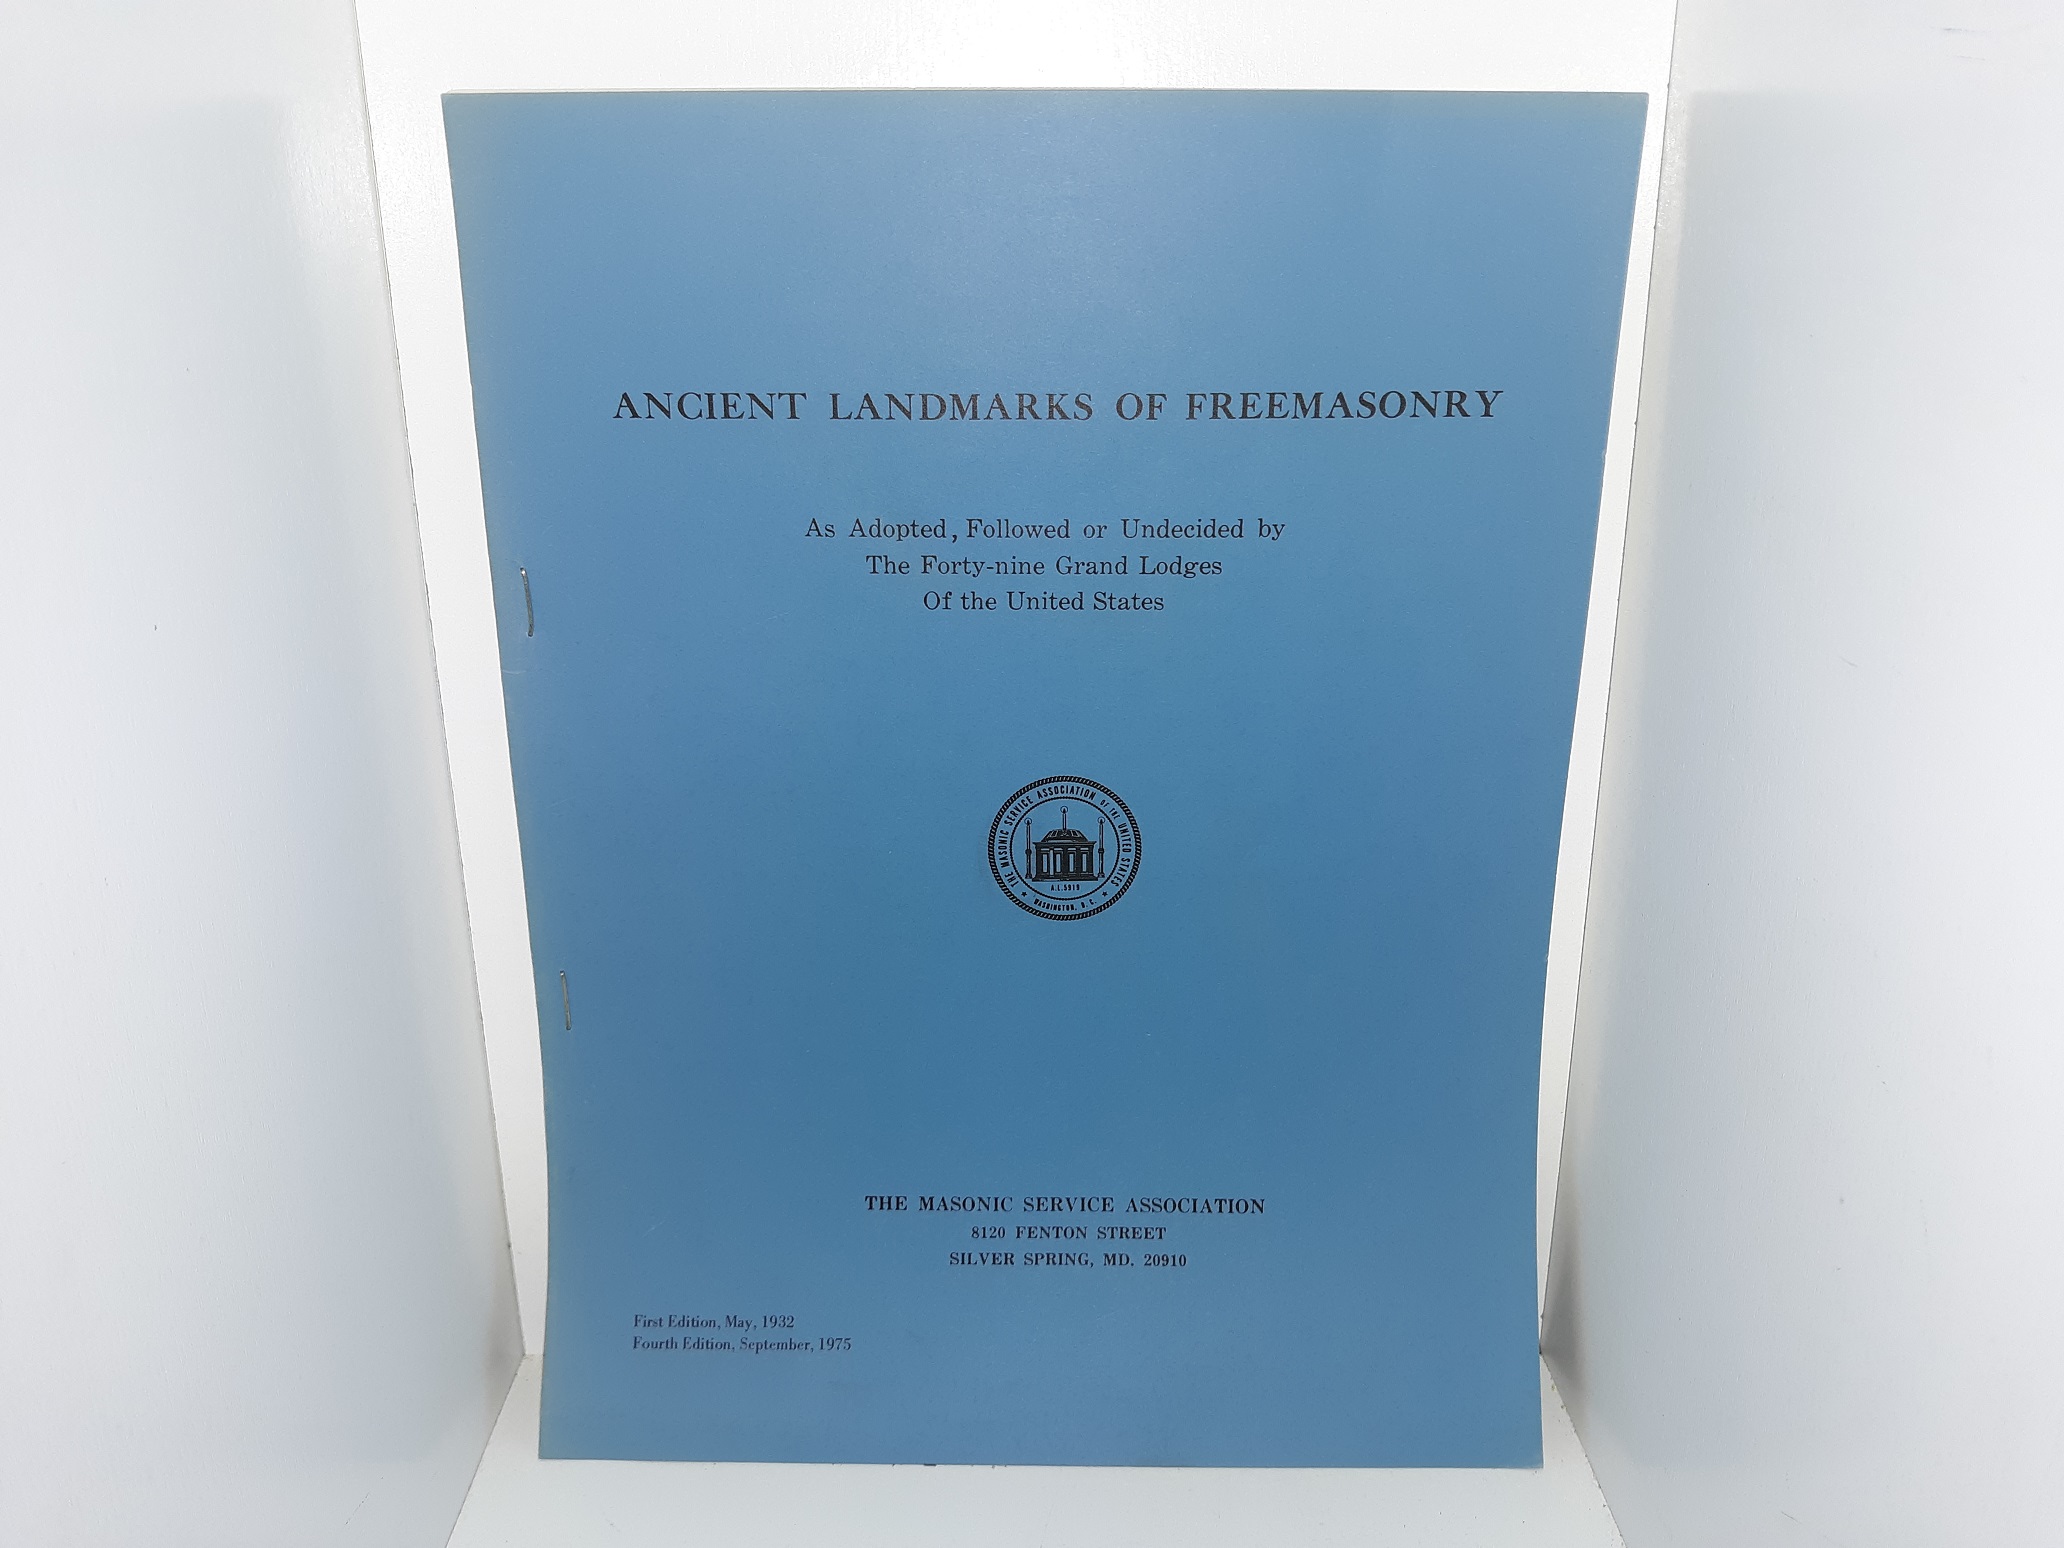 ANCIENT LANDMARKS OF FREEMASONRY
As Adopted, Followed or Undecided by
The Forty-nine Grand Lodges
Of the United States
THE MASONIC SERVICE ASSOCIATION OF THE UNITED STATES
A.L. 5919
WASHINGTON, D.C.
THE MASONIC SERVICE ASSOCIATION
8120 FENTON STREET
SILVER SPRING, MD. 20910
First Edition, May, 1932
Fourth Edition, September, 1975